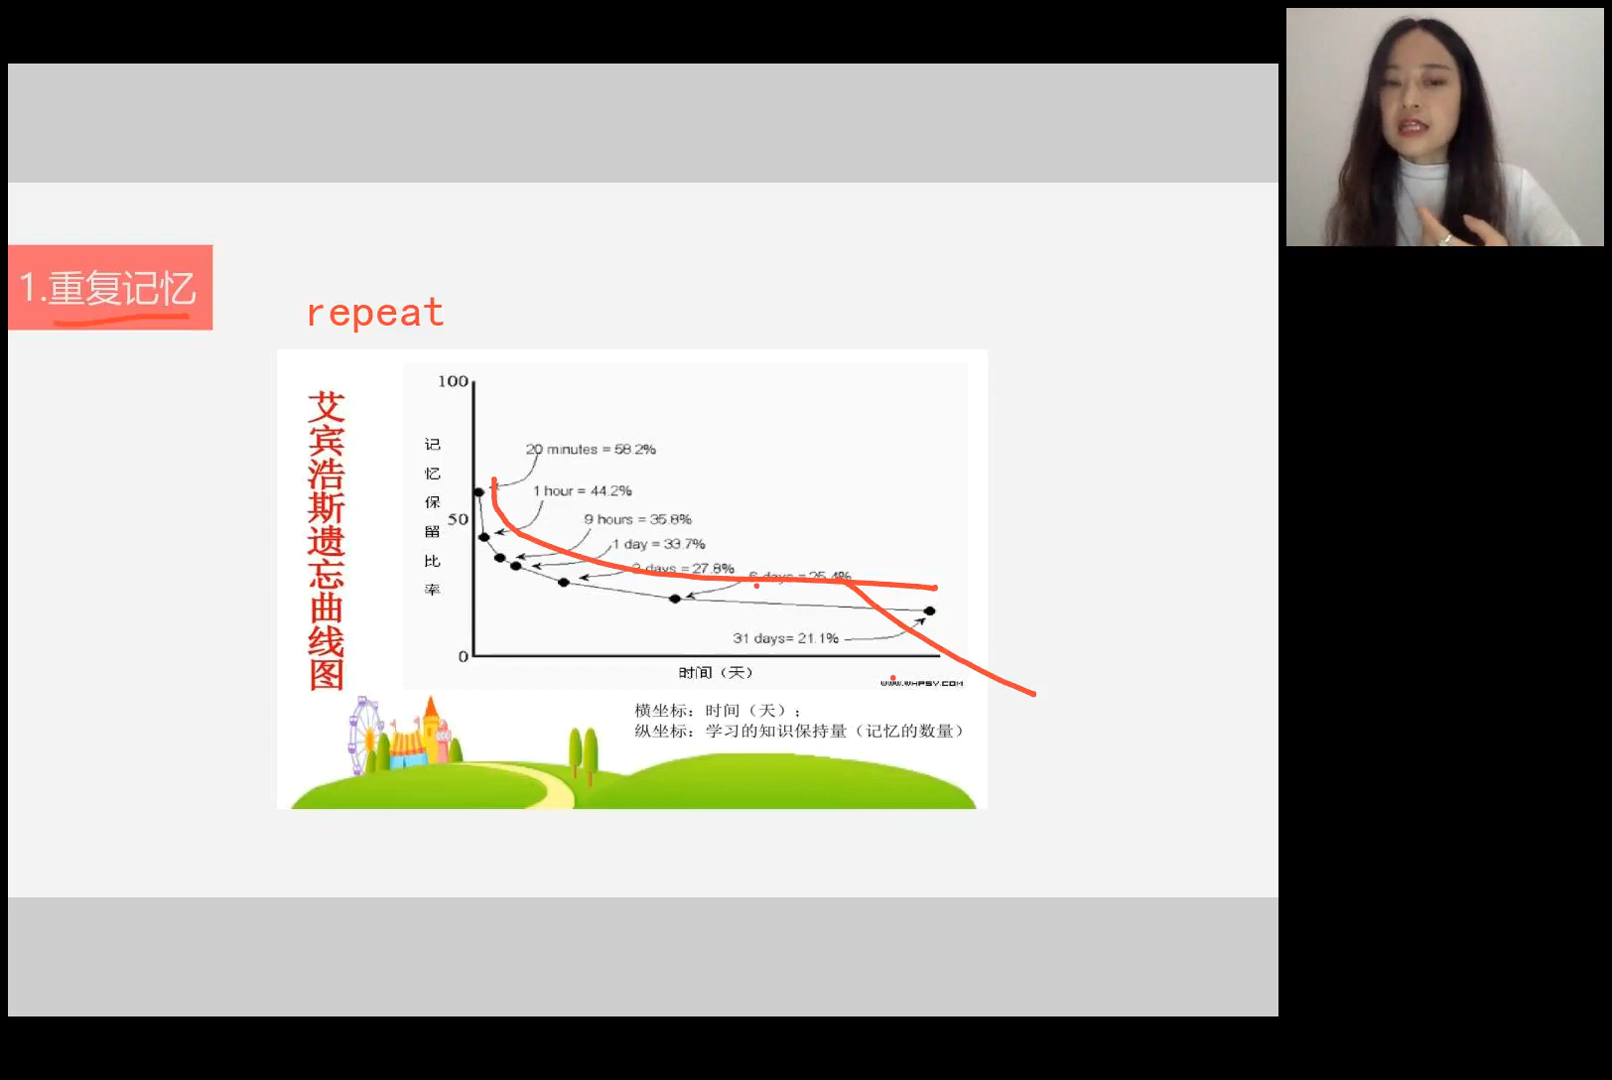 1.重复记忆
repeat
艾宾浩斯遗忘曲线图
100
记忆保留比率
50
0
20 minutes = 58.2%
1 hour = 44.2%
9 hours = 35.8%
1 day = 33.7%
days = 27.8%
6 days = 25.4%
31 days= 21.1%
时间（天）
WWW.WHPSY.COM
横坐标：时间（天）；
纵坐标：学习的知识保持量（记忆的数量）